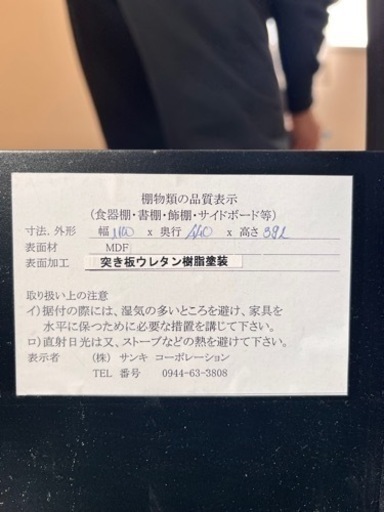 棚物類の品質表示
(食器棚・書棚・飾棚・サイドボード等)
寸法、外形 幅 x 奥行 440 x 高さ 392
表面材 MDF
表面加工 突き板ウレタン樹脂塗装
取り扱い上の注意
イ)据付の際には、湿気の多いところを避け、家具を
水平に保つために必要な措置を講じて下さい。
ロ)直射日光は又、ストーブなどの熱を避けて下さい。
表示者 (株) サンキ コーポレーション
TEL 番号 0944-63-3808